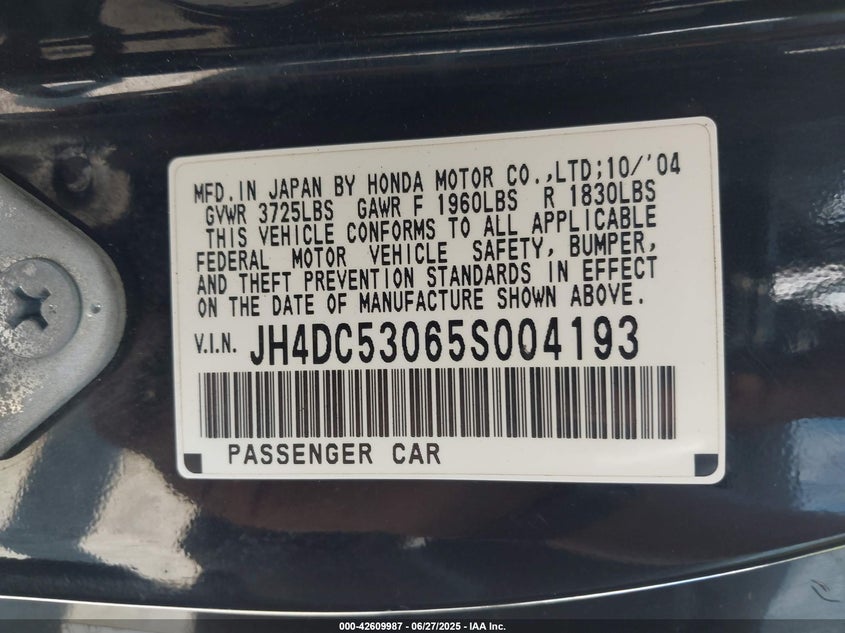 MFD. IN JAPAN BY HONDA MOTOR CO.,LTD;10/'04
GVWR 3725LBS GAWR F 1960LBS R 1830LBS
THIS VEHICLE CONFORMS TO ALL APPLICABLE
FEDERAL MOTOR VEHICLE SAFETY, BUMPER,
AND THEFT PREVENTION STANDARDS IN EFFECT
ON THE DATE OF MANUFACTURE SHOWN ABOVE.
V.I.N. JH4DC53065S004193
PASSENGER CAR
000-42609987 - 06/27/2025 - IAA Inc.